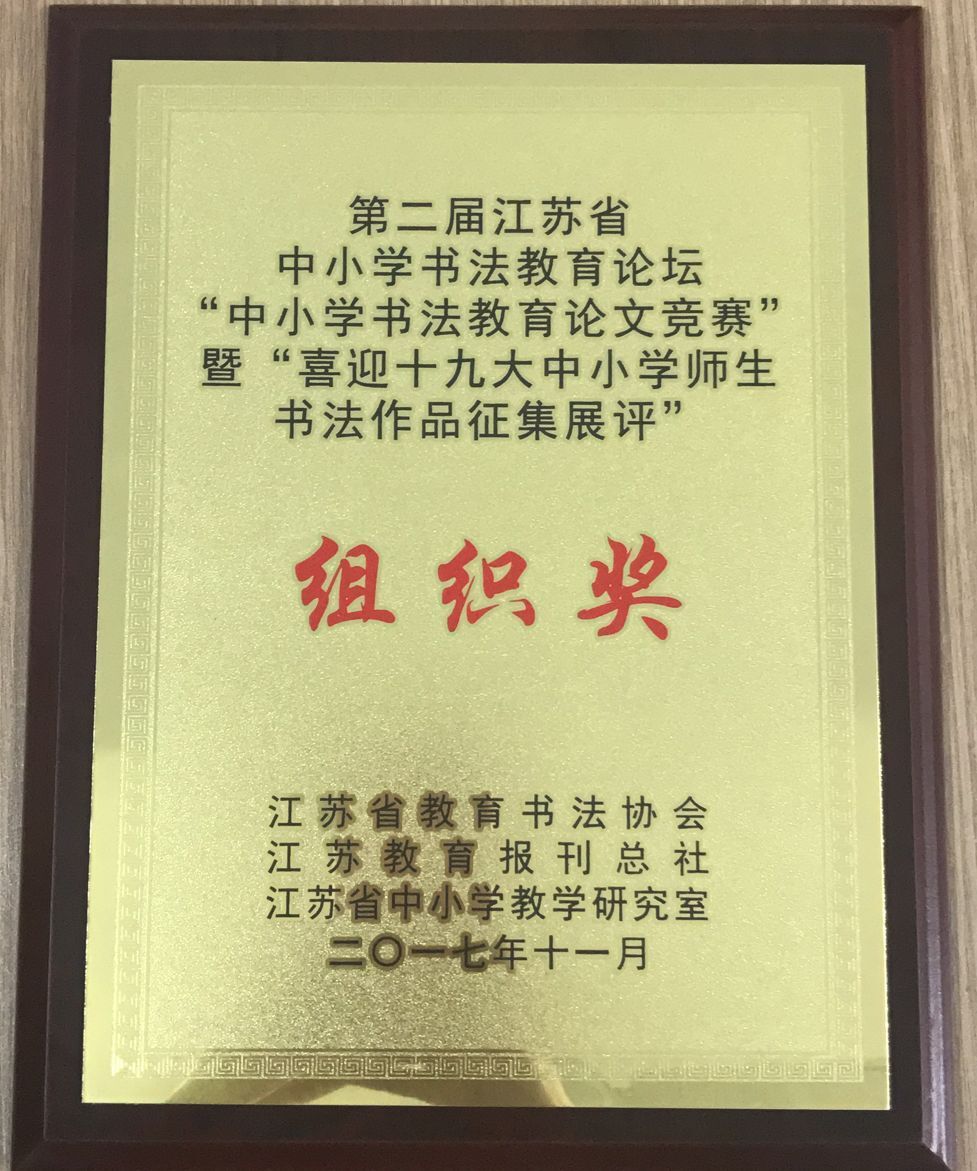 第二届江苏省
中小学书法教育论坛
“中小学书法教育论文竞赛”
暨“喜迎十九大中小学师生
书法作品征集展评”
组织奖
江苏省教育书法协会
江苏教育报刊总社
江苏省中小学教学研究室
二〇一七年十一月